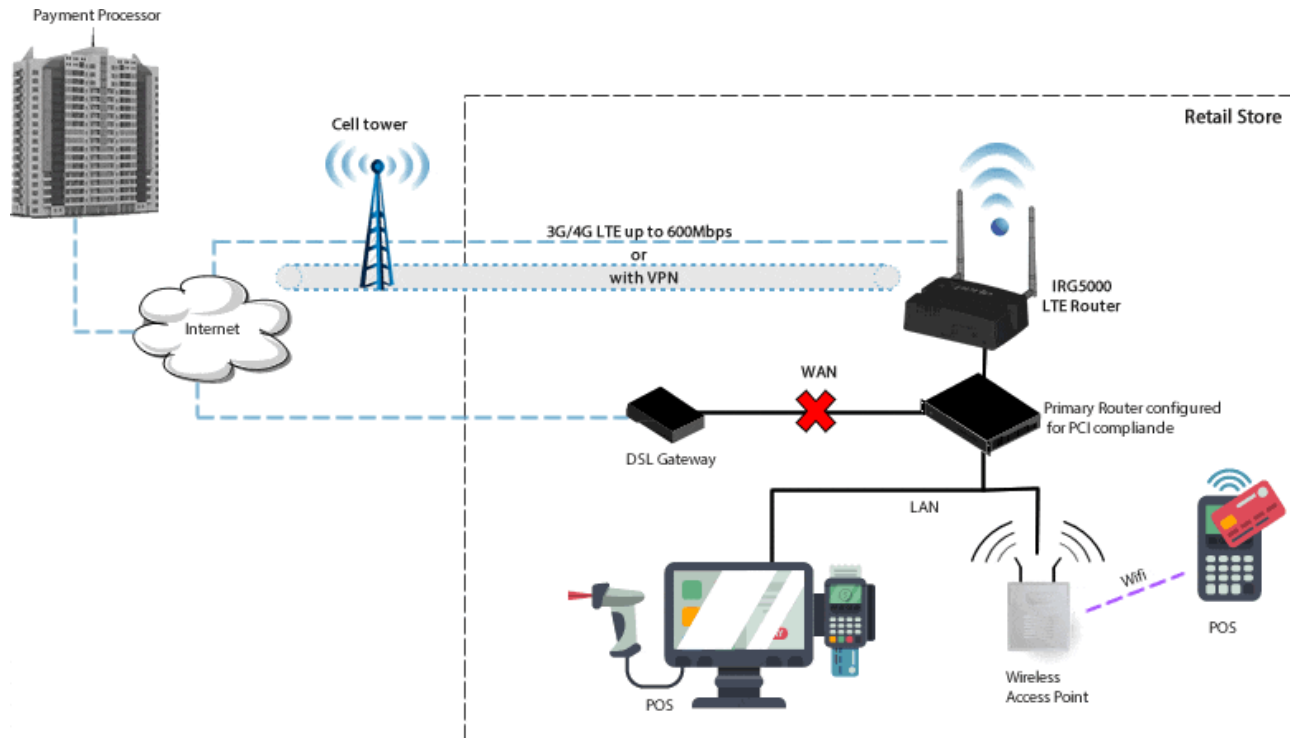 Payment Processor
Retail Store
Cell tower
3G/4G LTE up to 600Mbps
or
with VPN
IRG5000
LTE Router
Internet
WAN
Primary Router configured
for PCI compliande
DSL Gateway
LAN
Wifi
POS
Wireless
Access Point
POS